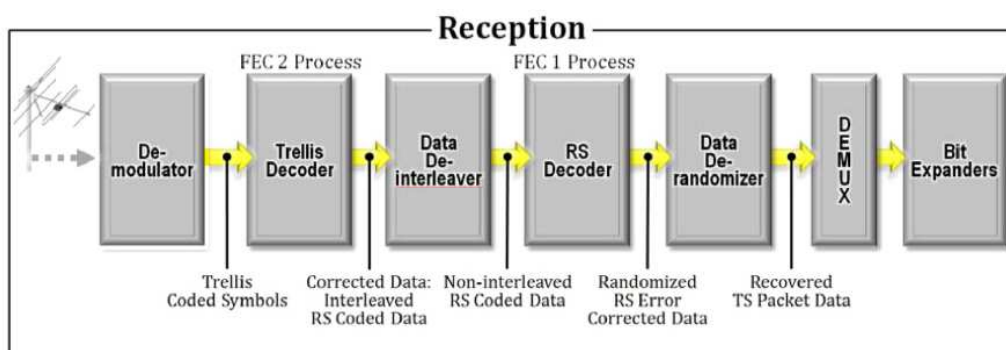 Reception
FEC 2 Process
FEC 1 Process
De-
modulator
Trellis
Decoder
Data
De-
interleaver
RS
Decoder
Data
De-
randomizer
D
E
M
U
X
Bit
Expanders
Trellis
Coded Symbols
Corrected Data:
Interleaved
RS Coded Data
Non-interleaved
RS Coded Data
Randomized
RS Error
Corrected Data
Recovered
TS Packet Data